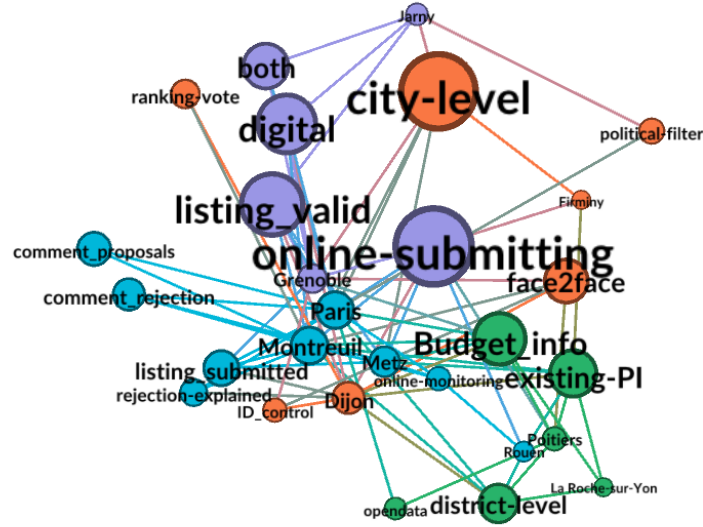 Jarny
both
ranking-vote
city-level
digital
political-filter
Firminy
listing_valid
online-submitting
comment_proposals
Grenoble
face2face
comment_rejection
Paris
Montreuil
Budget_info
Metz
listing_submitted
online-monitoring
existing-PI
rejection-explained
ID_control
Dijon
Poitiers
Rouen
La Roche-sur-Yon
opendata
district-level